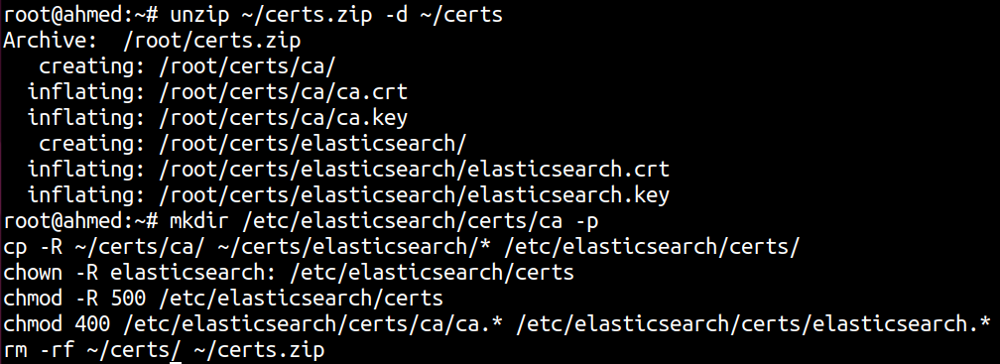 root@ahmed:~# unzip ~/certs.zip -d ~/certs
Archive:  /root/certs.zip
   creating: /root/certs/ca/
  inflating: /root/certs/ca/ca.crt
  inflating: /root/certs/ca/ca.key
   creating: /root/certs/elasticsearch/
  inflating: /root/certs/elasticsearch/elasticsearch.crt
  inflating: /root/certs/elasticsearch/elasticsearch.key
root@ahmed:~# mkdir /etc/elasticsearch/certs/ca -p
cp -R ~/certs/ca/ ~/certs/elasticsearch/* /etc/elasticsearch/certs/
chown -R elasticsearch: /etc/elasticsearch/certs
chmod -R 500 /etc/elasticsearch/certs
chmod 400 /etc/elasticsearch/certs/ca/ca.* /etc/elasticsearch/certs/elasticsearch.*
rm -rf ~/certs/ ~/certs.zip